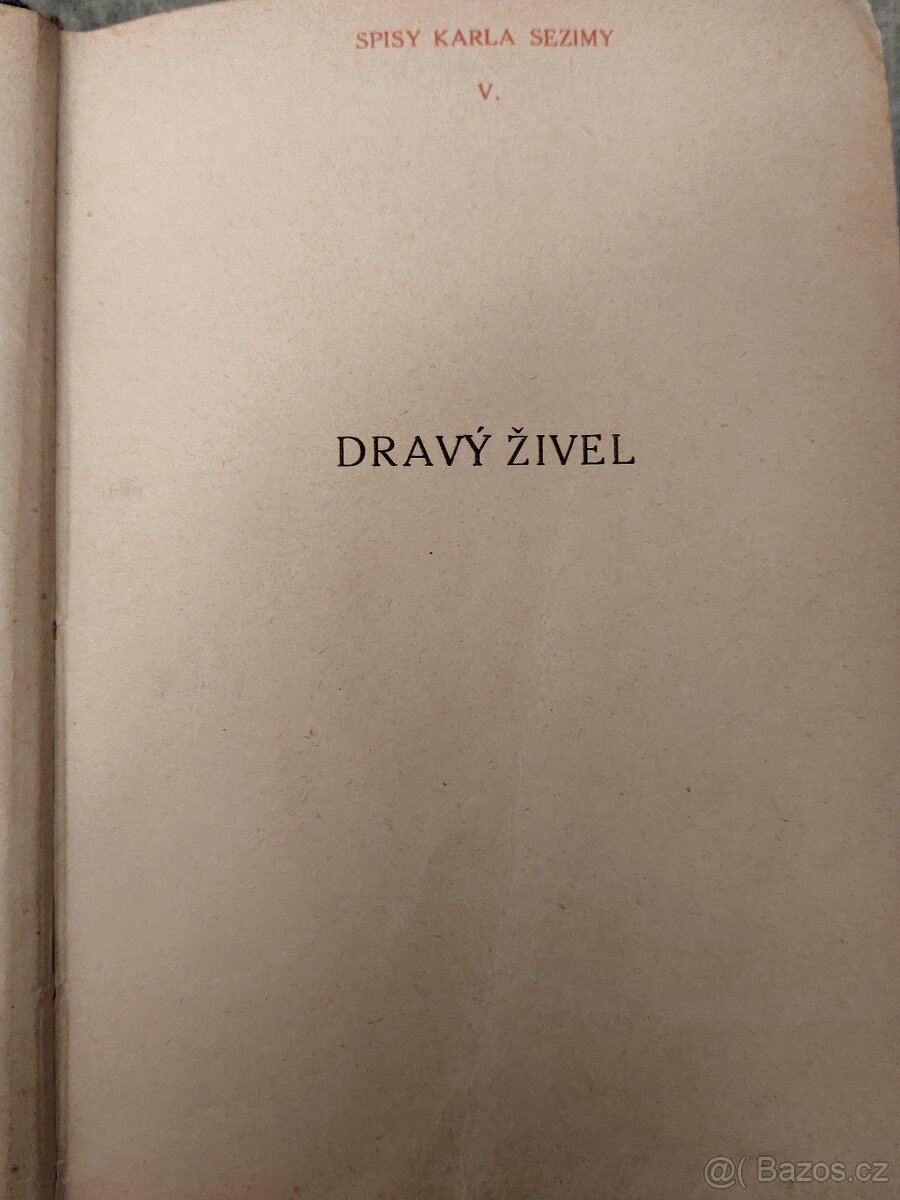 SPISY KARLA SEZIMY
V.
DRAVÝ ŽIVEL
@( Bazos.cz